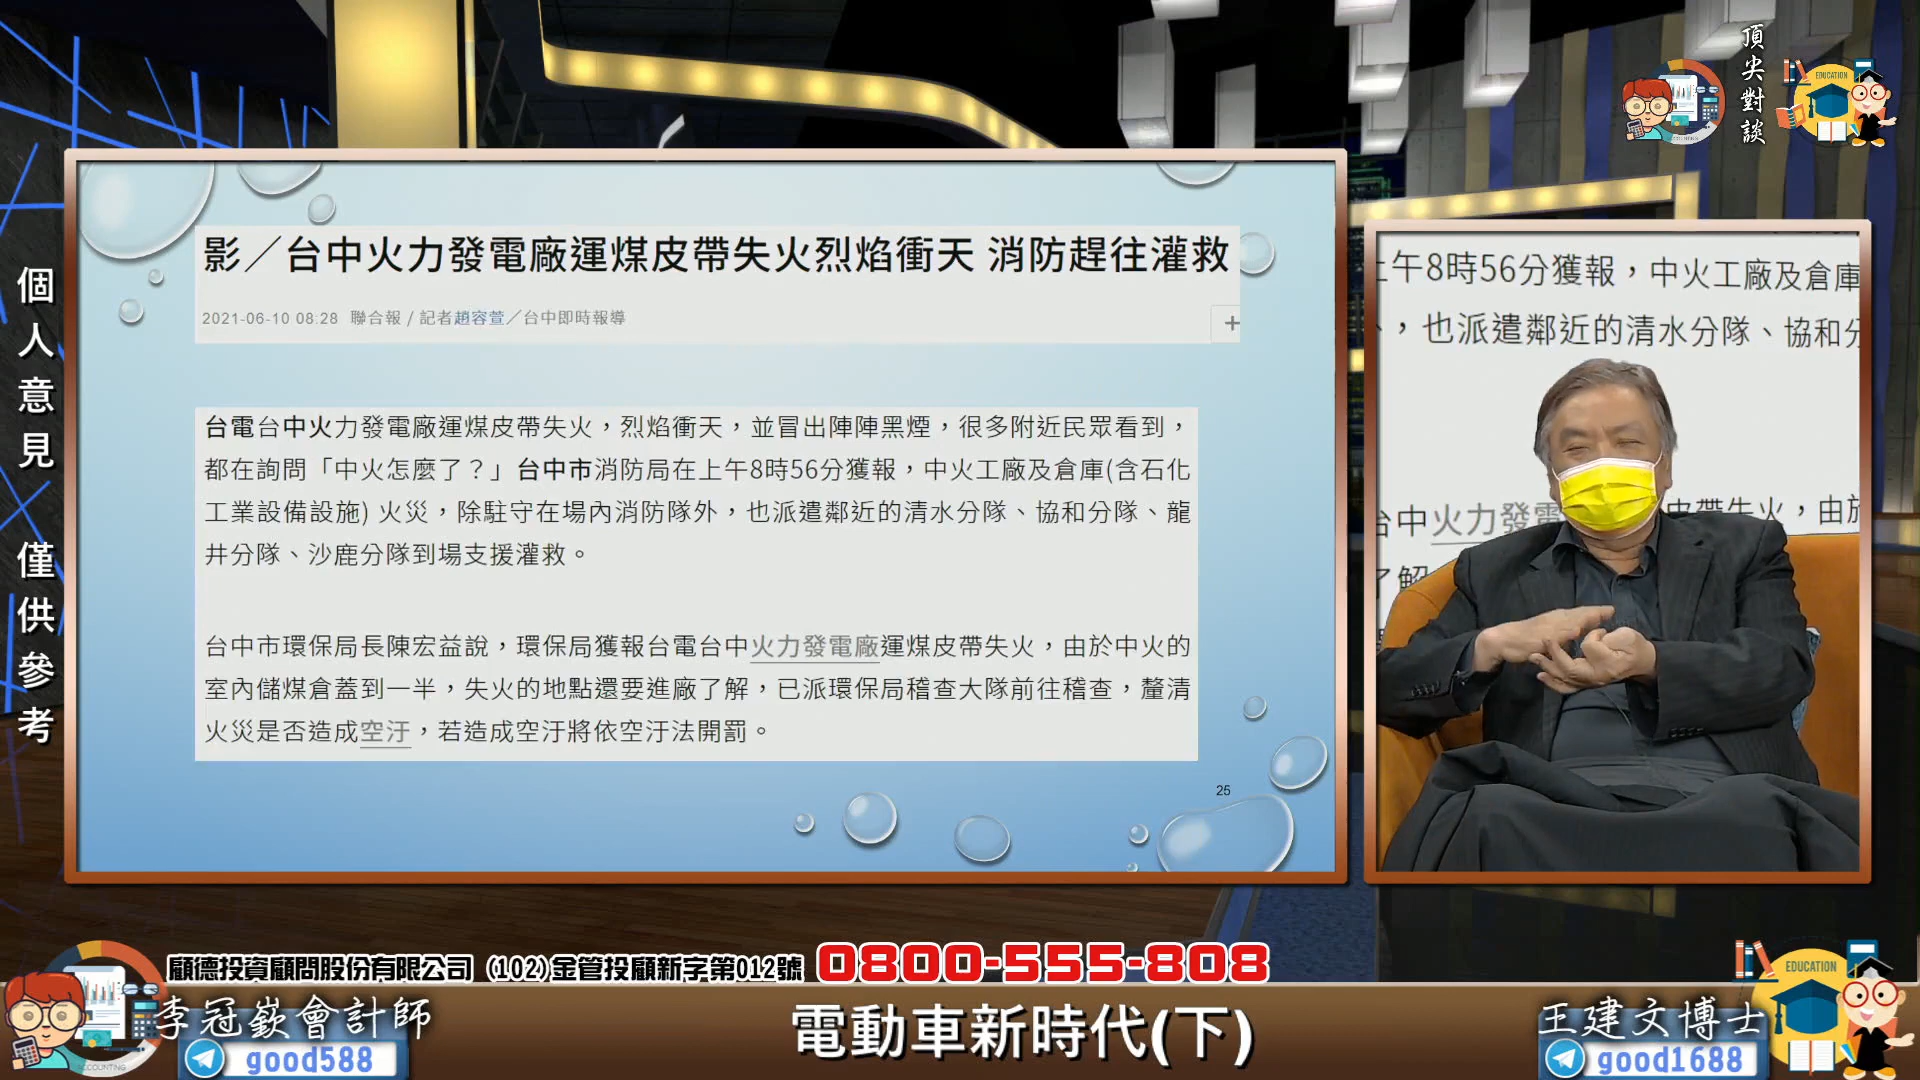 頂尖對談
EDUCATION
影／台中火力發電廠運煤皮帶失火烈焰衝天 消防趕往灌救
2021-06-10 08:28 聯合報 / 記者趙容萱／台中即時報導
+
台電台中火力發電廠運煤皮帶失火，烈焰衝天，並冒出陣陣黑煙，很多附近民眾看到，
都在詢問「中火怎麼了？」台中市消防局在上午8時56分獲報，中火工廠及倉庫(含石化
工業設備設施) 火災，除駐守在場內消防隊外，也派遣鄰近的清水分隊、協和分隊、龍
井分隊、沙鹿分隊到場支援灌救。
台中市環保局長陳宏益說，環保局獲報台電台中火力發電廠運煤皮帶失火，由於中火的
室內儲煤倉蓋到一半，失火的地點還要進廠了解，已派環保局稽查大隊前往稽查，釐清
火災是否造成空汙，若造成空汙將依空汙法開罰。
25
上午8時56分獲報，中火工廠及倉庫
，也派遣鄰近的清水分隊、協和分
台中火力發電
皮帶失火，由於
了解
個人意見 僅供參考
顧德投資顧問股份有限公司 (102)金管投顧新字第012號 0800-555-808
李冠嶔會計師
good588
ACCOUNTING
電動車新時代(下)
王建文博士
good1688
EDUCATION